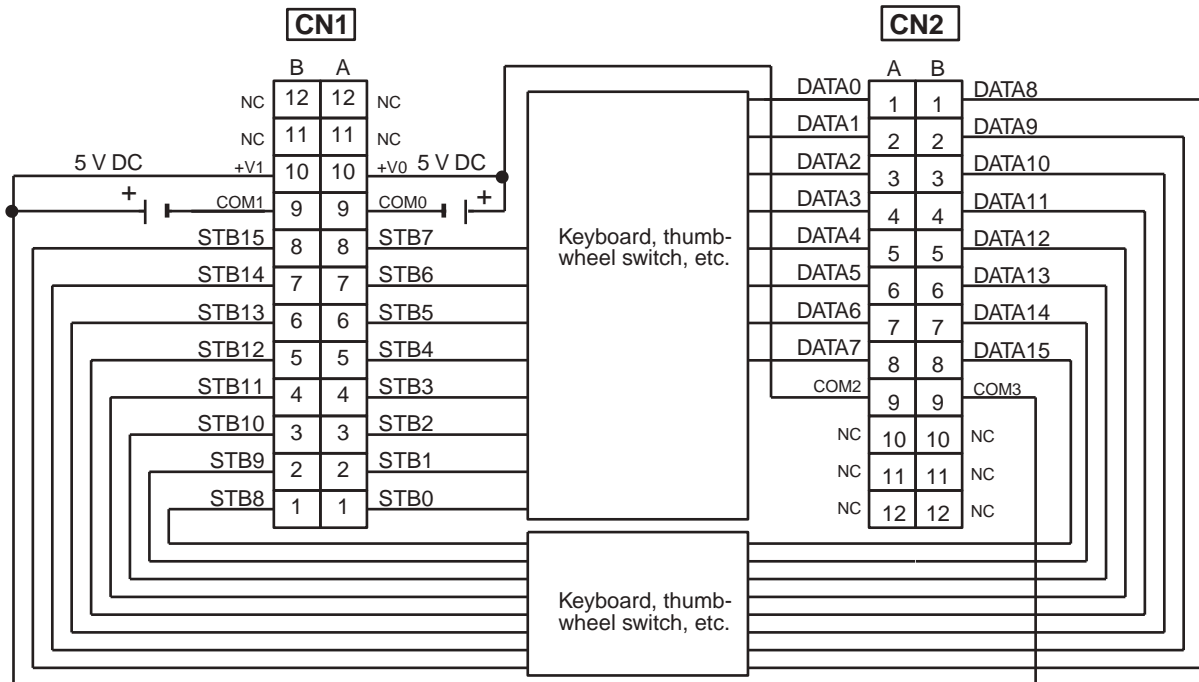 CN1
CN2
B A
A B
NC 12 12 NC
NC 11 11 NC
5 V DC +V1 10 10 +V0 5 V DC
+ COM1 9 9 COM0 +
STB15 8 8 STB7
STB14 7 7 STB6
STB13 6 6 STB5
STB12 5 5 STB4
STB11 4 4 STB3
STB10 3 3 STB2
STB9 2 2 STB1
STB8 1 1 STB0
Keyboard, thumb-
wheel switch, etc.
DATA0 1 1 DATA8
DATA1 2 2 DATA9
DATA2 3 3 DATA10
DATA3 4 4 DATA11
DATA4 5 5 DATA12
DATA5 6 6 DATA13
DATA6 7 7 DATA14
DATA7 8 8 DATA15
COM2 9 9 COM3
NC 10 10 NC
NC 11 11 NC
NC 12 12 NC
Keyboard, thumb-
wheel switch, etc.